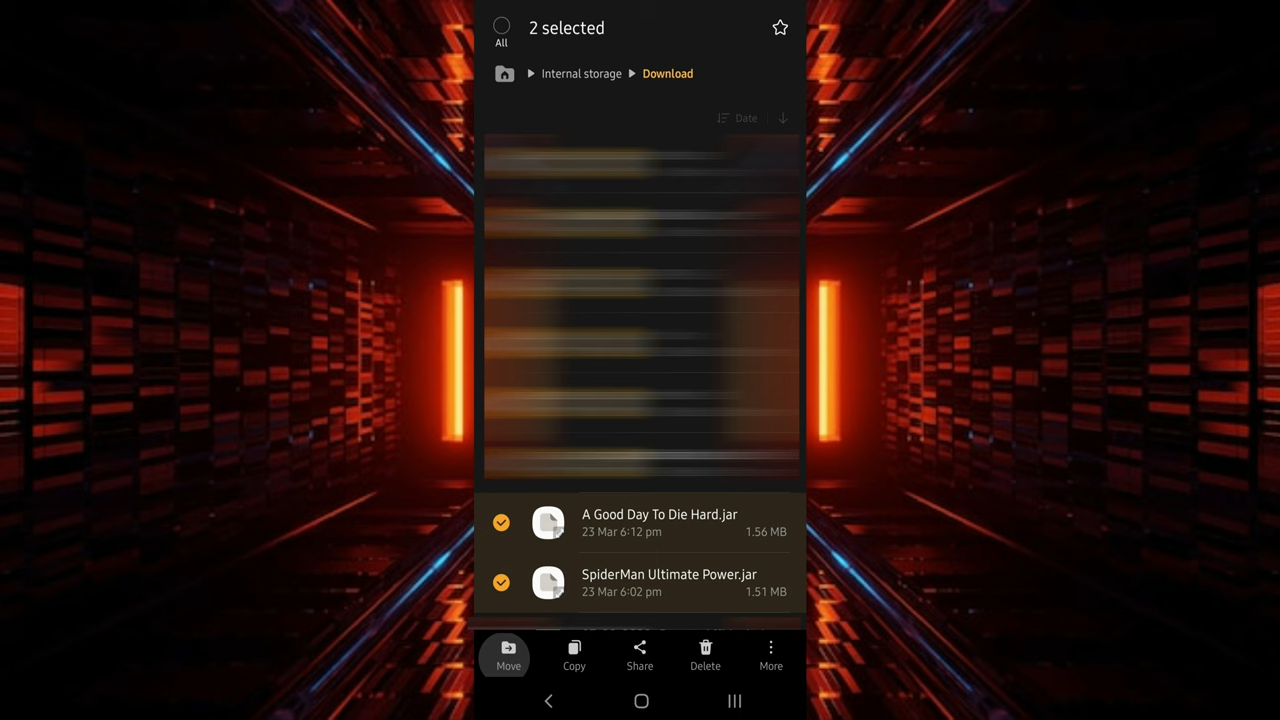 2 selected
All
Internal storage Download
Date
A Good Day To Die Hard.jar
23 Mar 6:12 pm 1.56 MB
SpiderMan Ultimate Power.jar
23 Mar 6:02 pm 1.51 MB
Move Copy Share Delete More